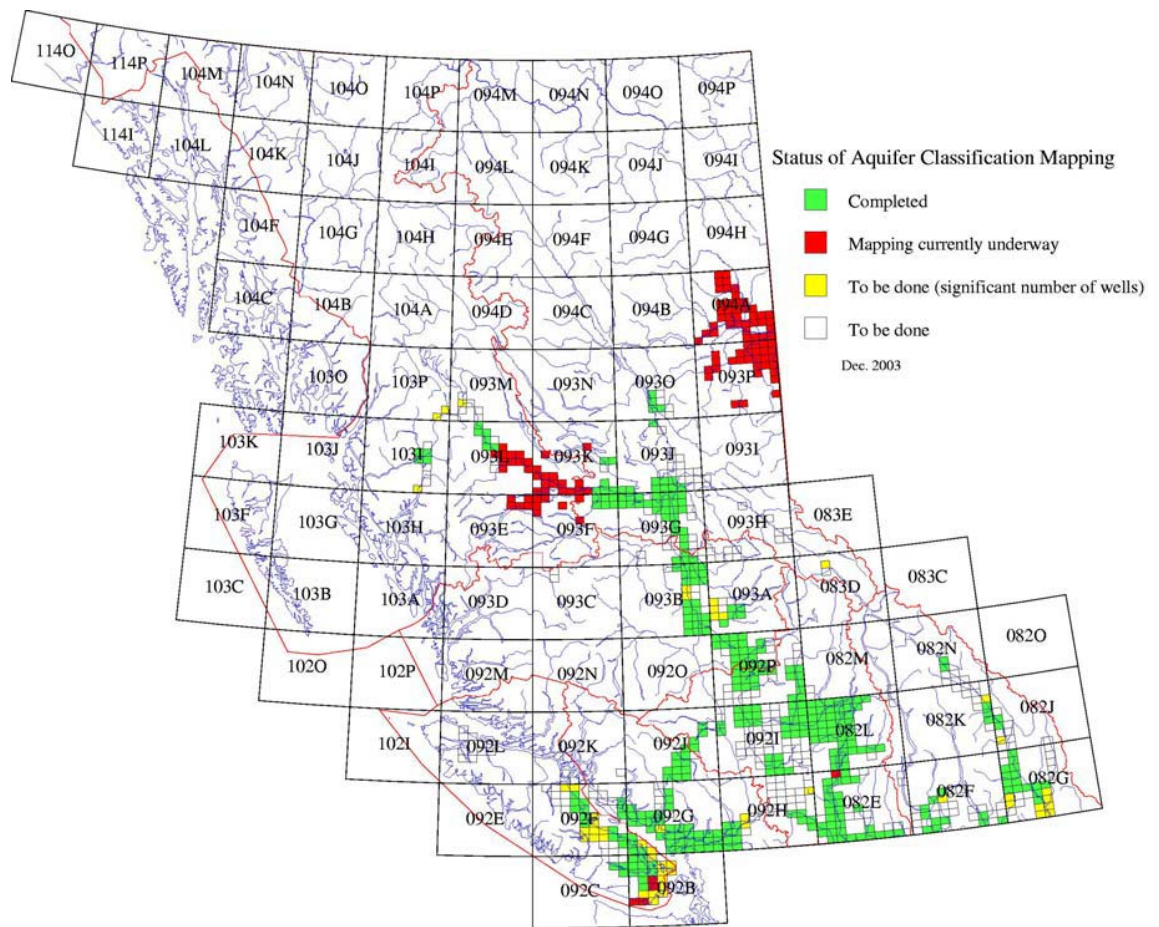 114O
114P
104M
104N
104O
104P
094M
094N
094O
094P
114I
104L
104K
104J
104I
094L
094K
094J
094I
Status of Aquifer Classification Mapping
Completed
Mapping currently underway
To be done (significant number of wells)
To be done
Dec. 2003
104F
104G
104H
094E
094F
094G
094H
104C
104B
104A
094D
094C
094B
094A
103O
103P
093M
093N
093O
093P
103K
103J
103I
093L
093K
093J
093I
103F
103G
103H
093E
093F
093G
093H
083E
103C
103B
103A
093D
093C
093B
093A
083D
083C
102O
102P
092M
092N
092O
092P
082M
082N
082O
102I
092L
092K
092J
092I
082L
082K
082J
092E
092F
092G
092H
082E
082F
082G
092C
092B